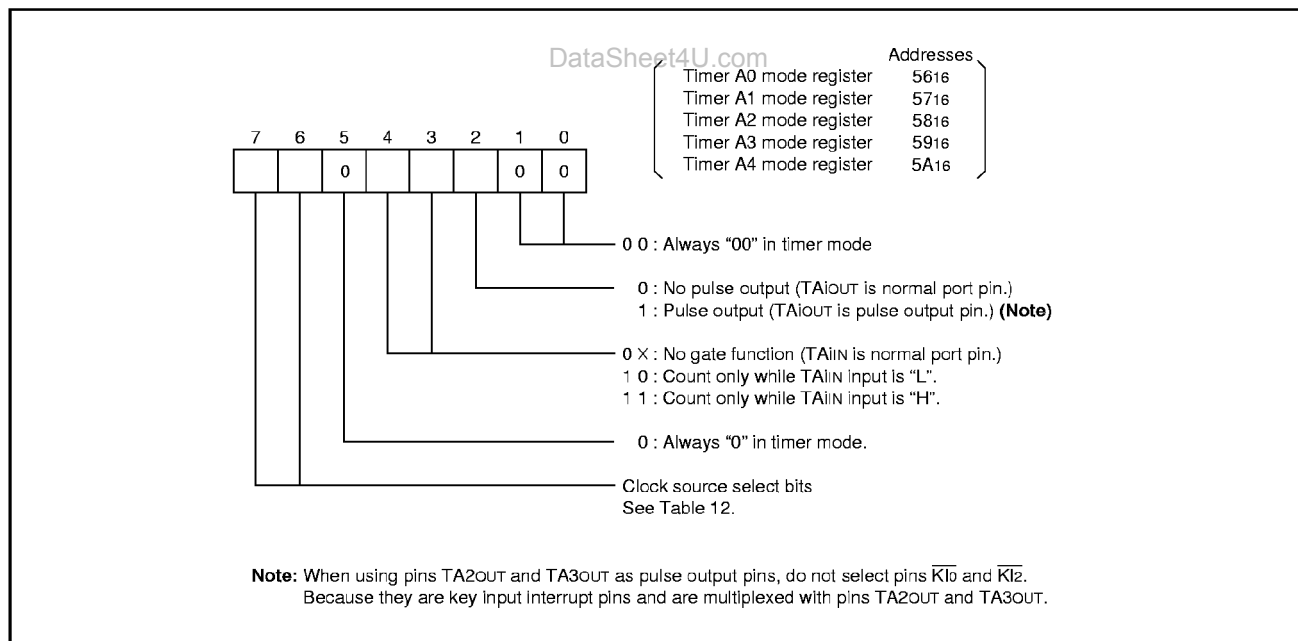 DataSheet4U.com
Addresses
Timer A0 mode register 5616
Timer A1 mode register 5716
Timer A2 mode register 5816
Timer A3 mode register 5916
Timer A4 mode register 5A16
7 6 5 4 3 2 1 0
0 0 0
0 0 : Always “00” in timer mode
0 : No pulse output (TAiOUT is normal port pin.)
1 : Pulse output (TAiOUT is pulse output pin.) (Note)
0 × : No gate function (TAiIN is normal port pin.)
1 0 : Count only while TAiIN input is “L”.
1 1 : Count only while TAiIN input is “H”.
0 : Always “0” in timer mode.
Clock source select bits
See Table 12.
Note: When using pins TA2OUT and TA3OUT as pulse output pins, do not select pins KI0 and KI2.
Because they are key input interrupt pins and are multiplexed with pins TA2OUT and TA3OUT.